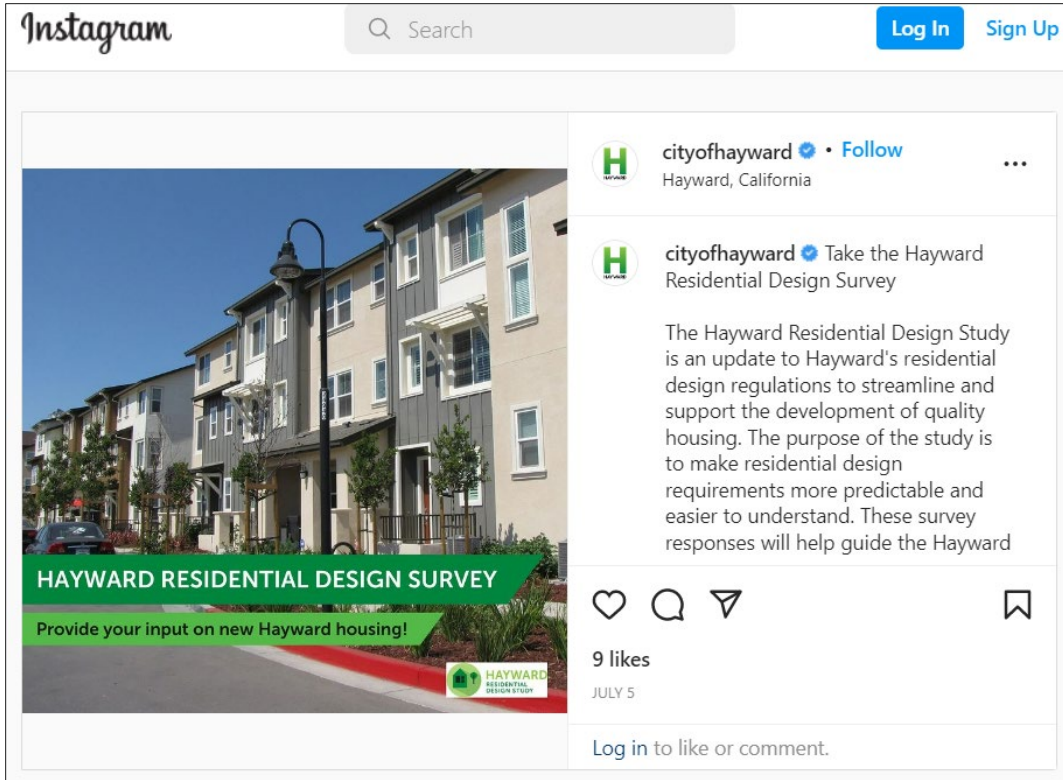 Instagram
Search
Log In
Sign Up
cityofhayward • Follow
Hayward, California
HAYWARD
cityofhayward Take the Hayward
Residential Design Survey
HAYWARD
The Hayward Residential Design Study
is an update to Hayward's residential
design regulations to streamline and
support the development of quality
housing. The purpose of the study is
to make residential design
requirements more predictable and
easier to understand. These survey
responses will help guide the Hayward
HAYWARD RESIDENTIAL DESIGN SURVEY
Provide your input on new Hayward housing!
HAYWARD
RESIDENTIAL
DESIGN STUDY
9 likes
JULY 5
Log in to like or comment.